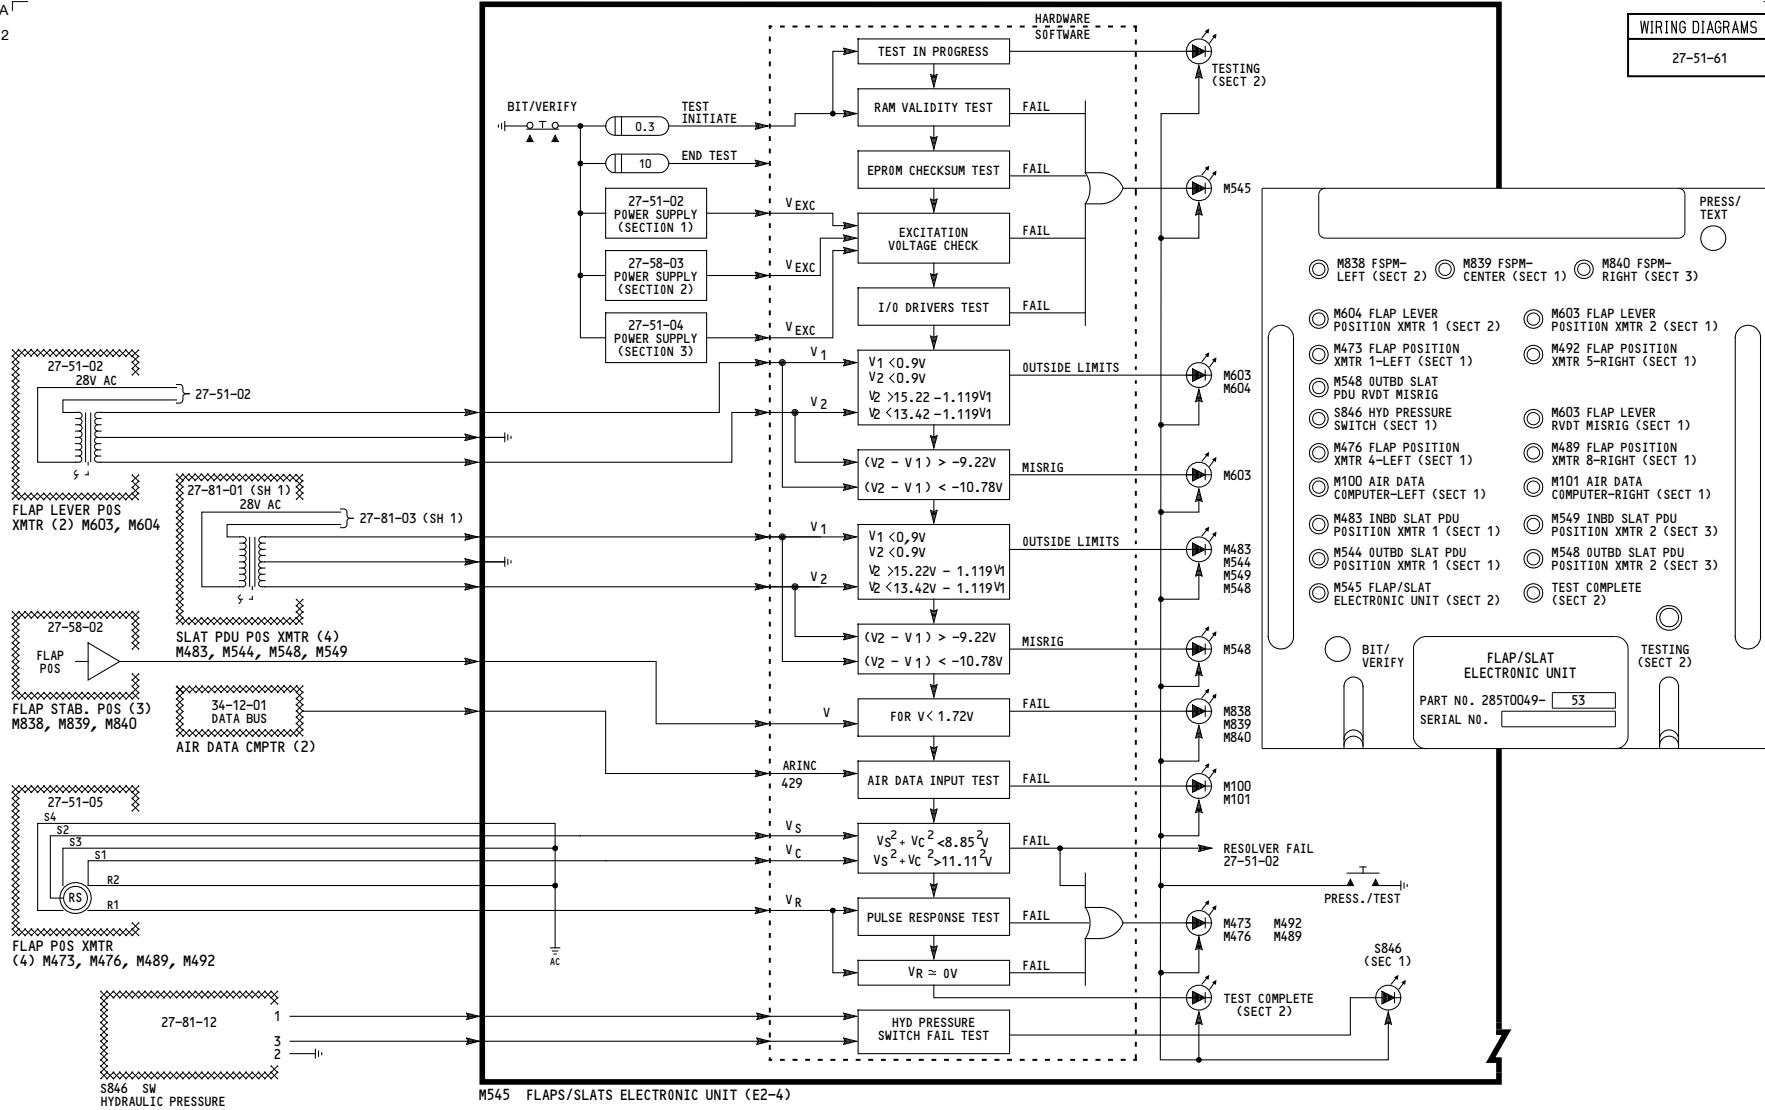 A
2
WIRING DIAGRAMS
27-51-61
HARDWARE
SOFTWARE
TEST IN PROGRESS
TESTING
(SECT 2)
BIT/VERIFY
0.3
TEST
INITIATE
RAM VALIDITY TEST
FAIL
10
END TEST
EPROM CHECKSUM TEST
FAIL
M545
27-51-02
POWER SUPPLY
(SECTION 1)
V EXC
EXCITATION
VOLTAGE CHECK
FAIL
27-58-03
POWER SUPPLY
(SECTION 2)
V EXC
I/O DRIVERS TEST
FAIL
27-51-04
POWER SUPPLY
(SECTION 3)
V EXC
27-51-02
28V AC
27-51-02
FLAP LEVER POS
XMTR (2) M603, M604
V1
V2
V1 <0.9V
V2 <0.9V
V2 >15.22 -1.119V1
V2 <13.42 -1.119V1
OUTSIDE LIMITS
M603
M604
(V2 - V1) > -9.22V
(V2 - V1) < -10.78V
MISRIG
M603
27-81-01 (SH 1)
28V AC
27-81-03 (SH 1)
SLAT PDU POS XMTR (4)
M483, M544, M548, M549
V1
V2
V1 <0,9V
V2 <0.9V
V2 >15.22V - 1.119V1
V2 <13.42V - 1.119V1
OUTSIDE LIMITS
M483
M544
M549
M548
(V2 - V1) > -9.22V
(V2 - V1) < -10.78V
MISRIG
M548
27-58-02
FLAP
POS
FLAP STAB. POS (3)
M838, M839, M840
V
FOR V< 1.72V
FAIL
M838
M839
M840
34-12-01
DATA BUS
AIR DATA CMPTR (2)
ARINC
429
AIR DATA INPUT TEST
FAIL
M100
M101
27-51-05
S4
S2
S3
S1
R2
RS
R1
FLAP POS XMTR
(4) M473, M476, M489, M492
AC
VS
VC
VS² + VC² <8.85²V
VS² + VC² >11.11²V
FAIL
RESOLVER FAIL
27-51-02
PRESS./TEST
VR
PULSE RESPONSE TEST
FAIL
M473 M492
M476 M489
VR ≃ 0V
FAIL
TEST COMPLETE
(SECT 2)
S846
(SEC 1)
27-81-12
1
3
2
S846 SW
HYDRAULIC PRESSURE
HYD PRESSURE
SWITCH FAIL TEST
M545 FLAPS/SLATS ELECTRONIC UNIT (E2-4)
PRESS/
TEXT
M838 FSPM-
LEFT (SECT 2)
M839 FSPM-
CENTER (SECT 1)
M840 FSPM-
RIGHT (SECT 3)
M604 FLAP LEVER
POSITION XMTR 1 (SECT 2)
M603 FLAP LEVER
POSITION XMTR 2 (SECT 1)
M473 FLAP POSITION
XMTR 1-LEFT (SECT 1)
M492 FLAP POSITION
XMTR 5-RIGHT (SECT 1)
M548 OUTBD SLAT
PDU RVDT MISRIG
S846 HYD PRESSURE
SWITCH (SECT 1)
M603 FLAP LEVER
RVDT MISRIG (SECT 1)
M476 FLAP POSITION
XMTR 4-LEFT (SECT 1)
M489 FLAP POSITION
XMTR 8-RIGHT (SECT 1)
M100 AIR DATA
COMPUTER-LEFT (SECT 1)
M101 AIR DATA
COMPUTER-RIGHT (SECT 1)
M483 INBD SLAT PDU
POSITION XMTR 1 (SECT 1)
M549 INBD SLAT PDU
POSITION XMTR 2 (SECT 3)
M544 OUTBD SLAT PDU
POSITION XMTR 1 (SECT 1)
M548 OUTBD SLAT PDU
POSITION XMTR 2 (SECT 3)
M545 FLAP/SLAT
ELECTRONIC UNIT (SECT 2)
TEST COMPLETE
(SECT 2)
BIT/
VERIFY
TESTING
(SECT 2)
FLAP/SLAT
ELECTRONIC UNIT
PART NO. 285T0049- 53
SERIAL NO.